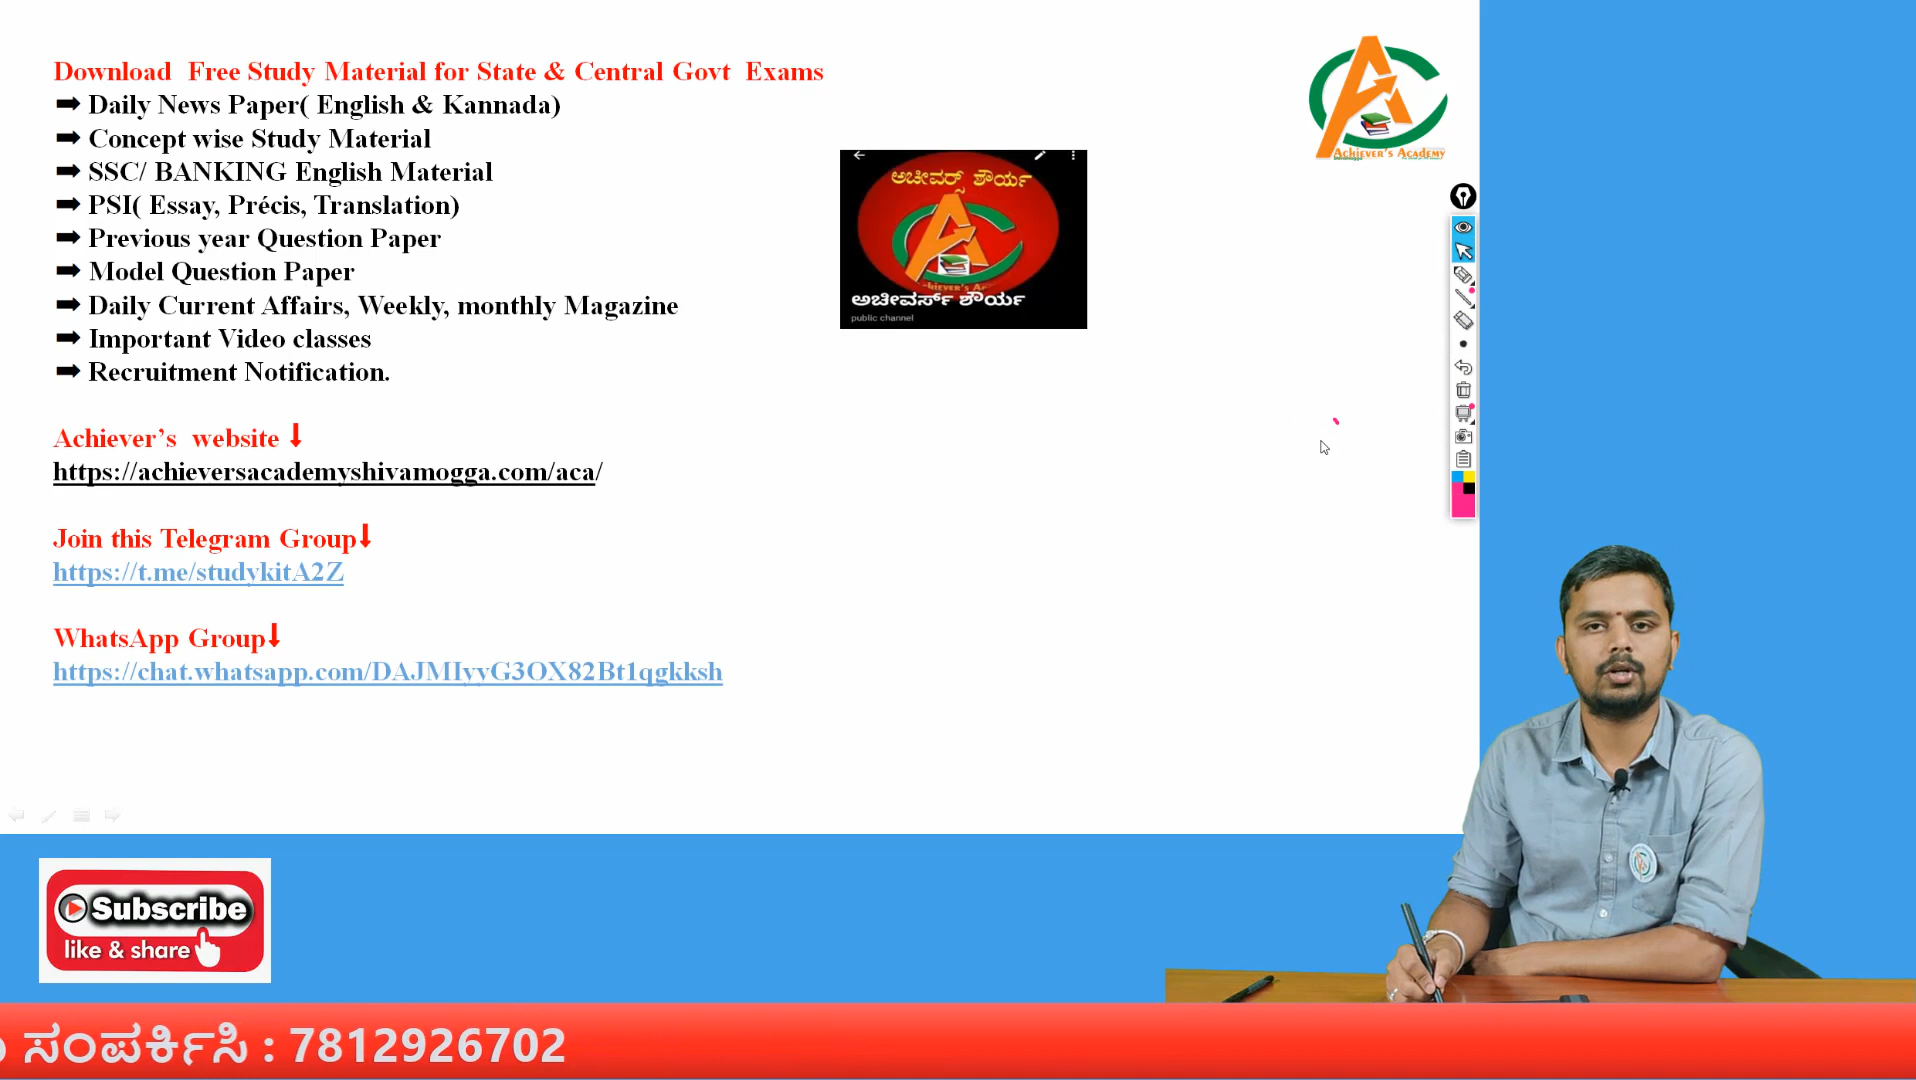 Download Free Study Material for State & Central Govt Exams
➡ Daily News Paper( English & Kannada)
➡ Concept wise Study Material
➡ SSC/ BANKING English Material
➡ PSI( Essay, Précis, Translation)
➡ Previous year Question Paper
➡ Model Question Paper
➡ Daily Current Affairs, Weekly, monthly Magazine
➡ Important Video classes
➡ Recruitment Notification.
Achiever’s website ⬇
https://achieversacademyshivamogga.com/aca/
Join this Telegram Group⬇
https://t.me/studykitA2Z
WhatsApp Group⬇
https://chat.whatsapp.com/DAJMIyyG3OX82Bt1qgkksh
ಅಚೀವರ್ಸ್ ಶೌರ್ಯ
ಅಚೀವರ್ಸ್ ಶೌರ್ಯ
public channel
ACHIEVER'S ACADEMY
Subscribe
like & share
ಸಂಪರ್ಕಿಸಿ : 7812926702